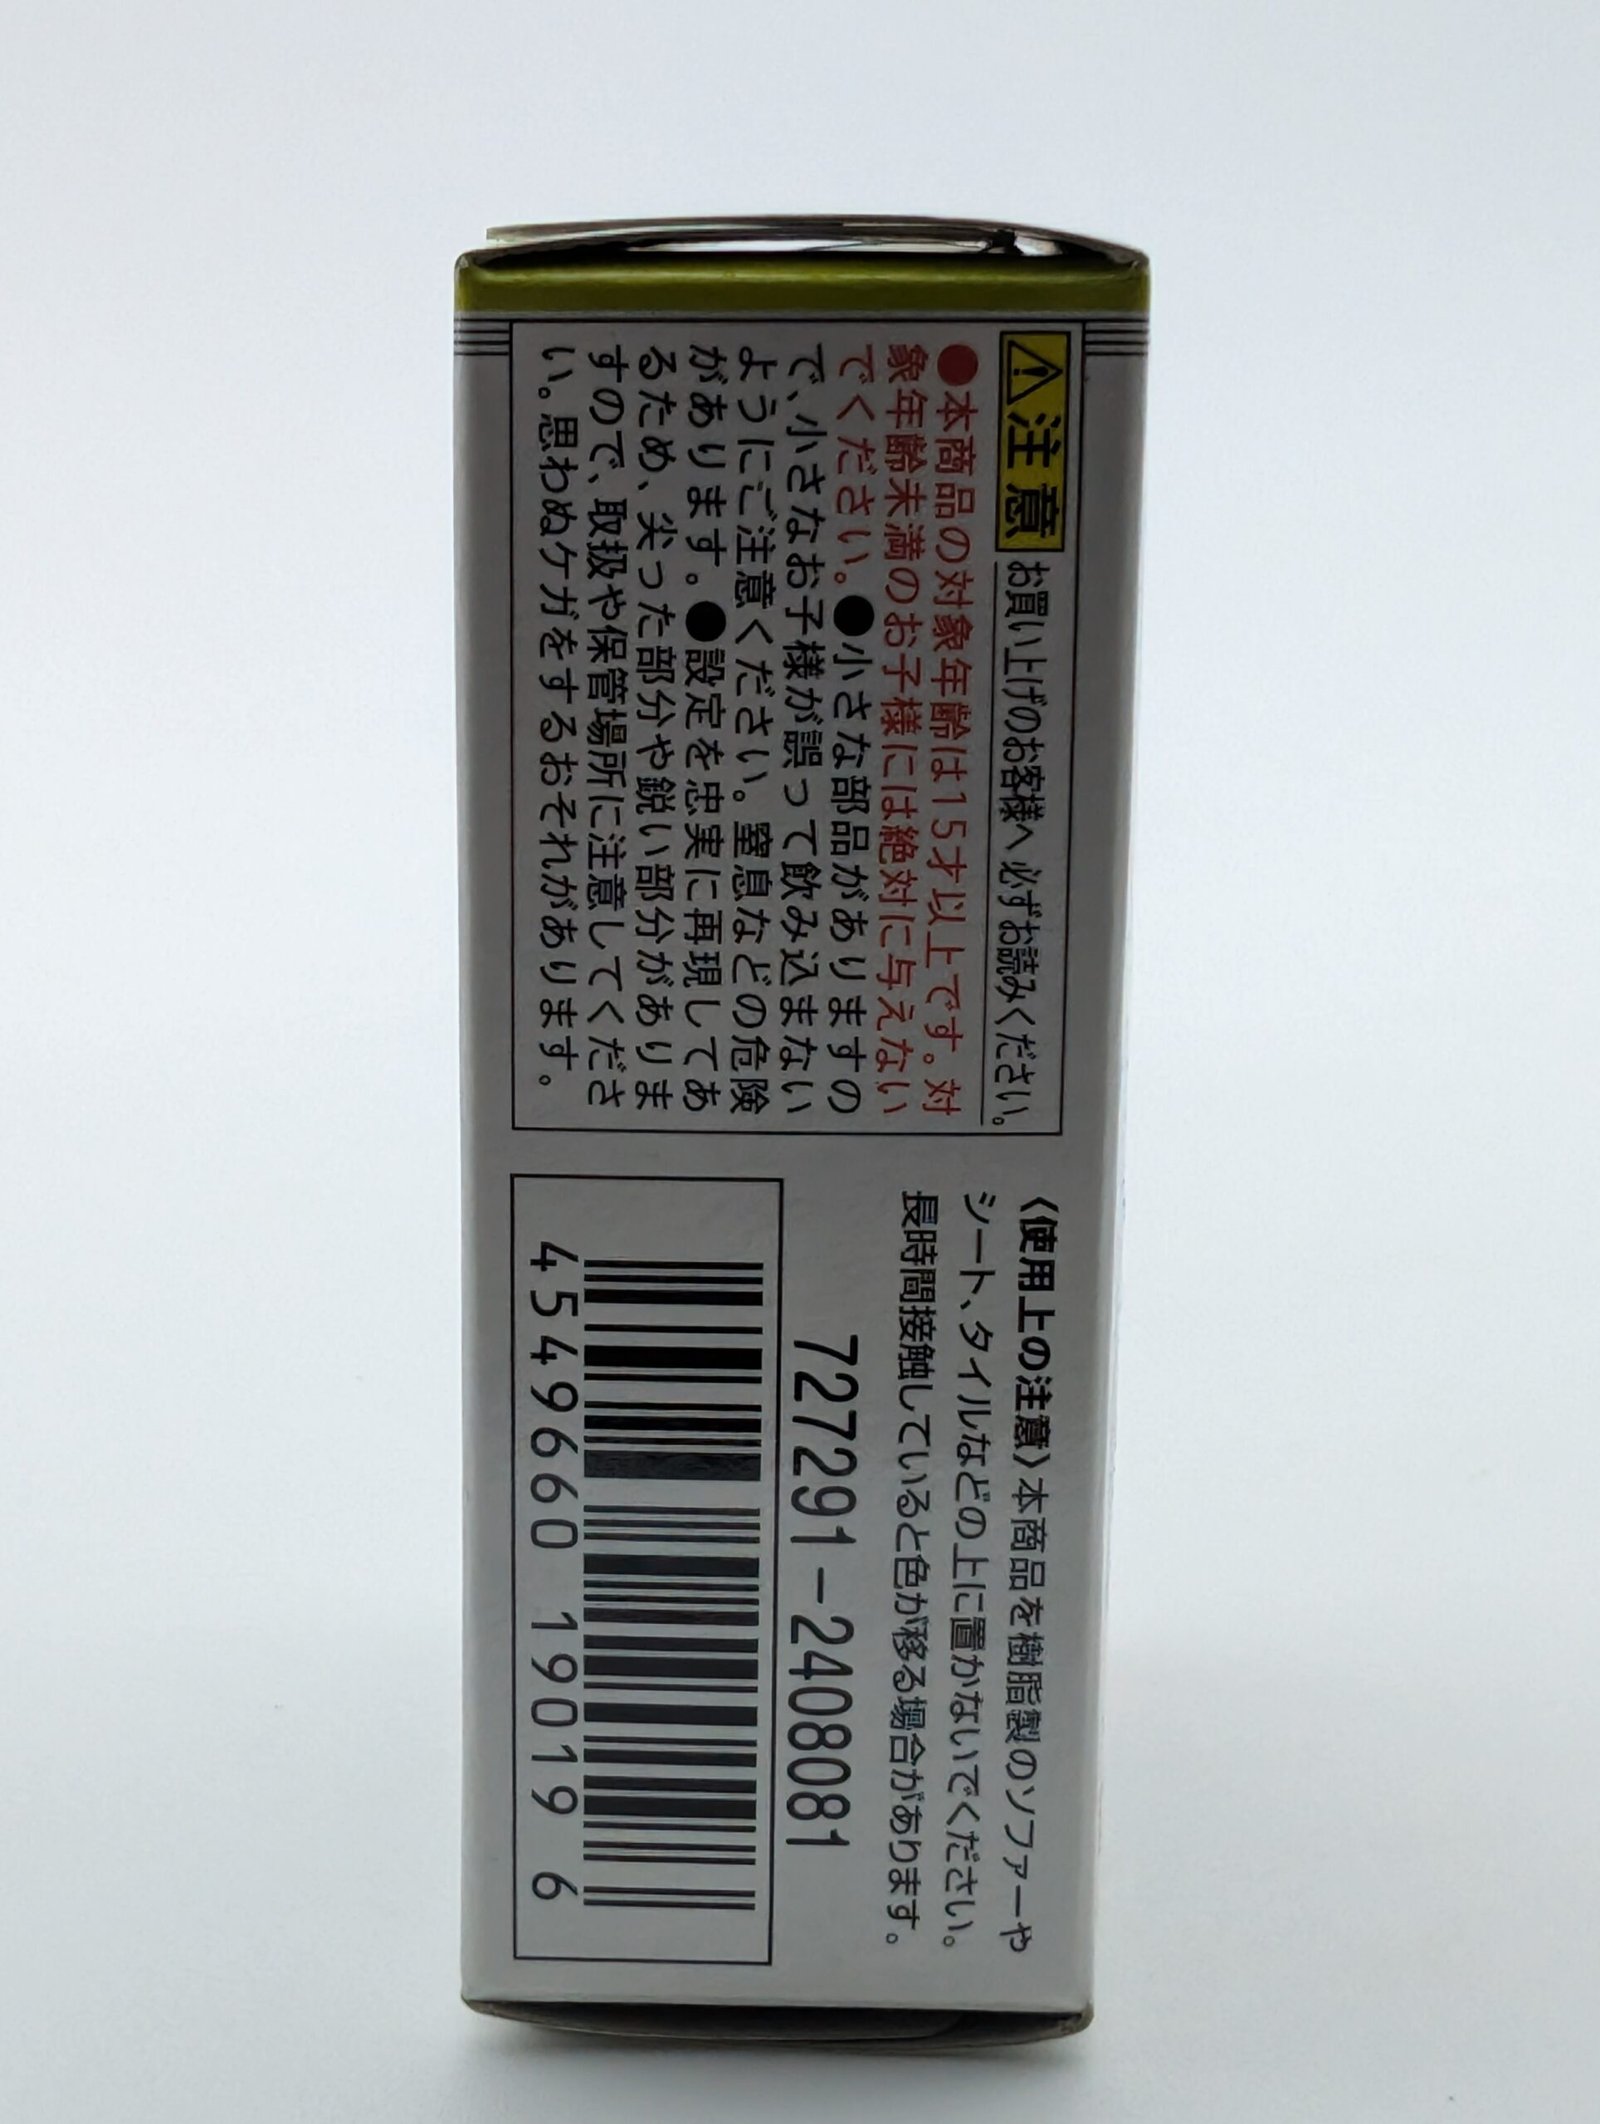 注意 お買い上げのお客様へ 必ずお読みください。
●本商品の対象年齢は15才以上です。対
象年齢未満のお子様には絶対に与えない
でください。●小さな部品がありますの
で、小さなお子様が誤って飲み込まない
ようにご注意ください。窒息などの危険
があります。●設定を忠実に再現してあ
るため、尖った部分や鋭い部分がありま
すので、取扱や保管場所に注意してくださ
い。思わぬケガをするおそれがあります。
〈使用上の注意〉本商品を樹脂製のソファーや
シート、タイルなどの上に置かないでください。
長時間接触していると色が移る場合があります。
727291-2408081
4549660 19019 6